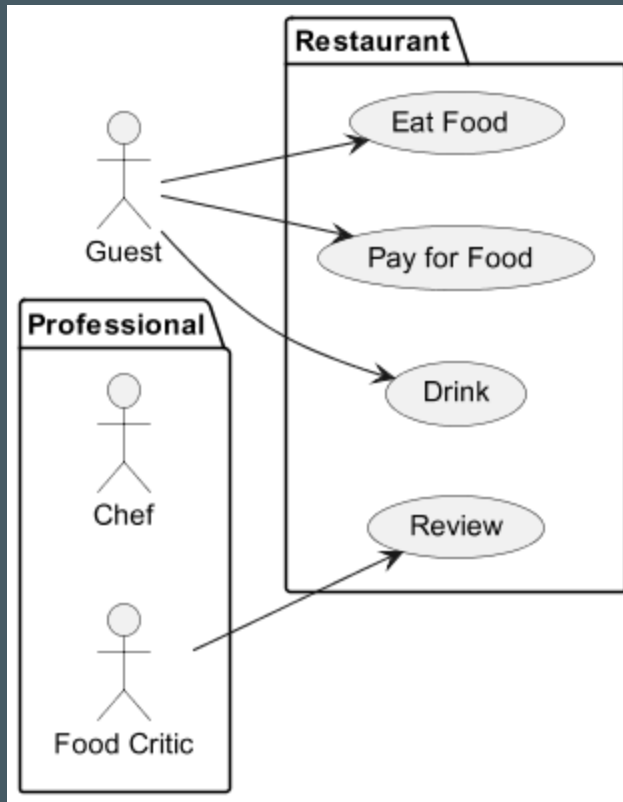 Restaurant
Eat Food
Guest
Pay for Food
Professional
Drink
Chef
Review
Food Critic